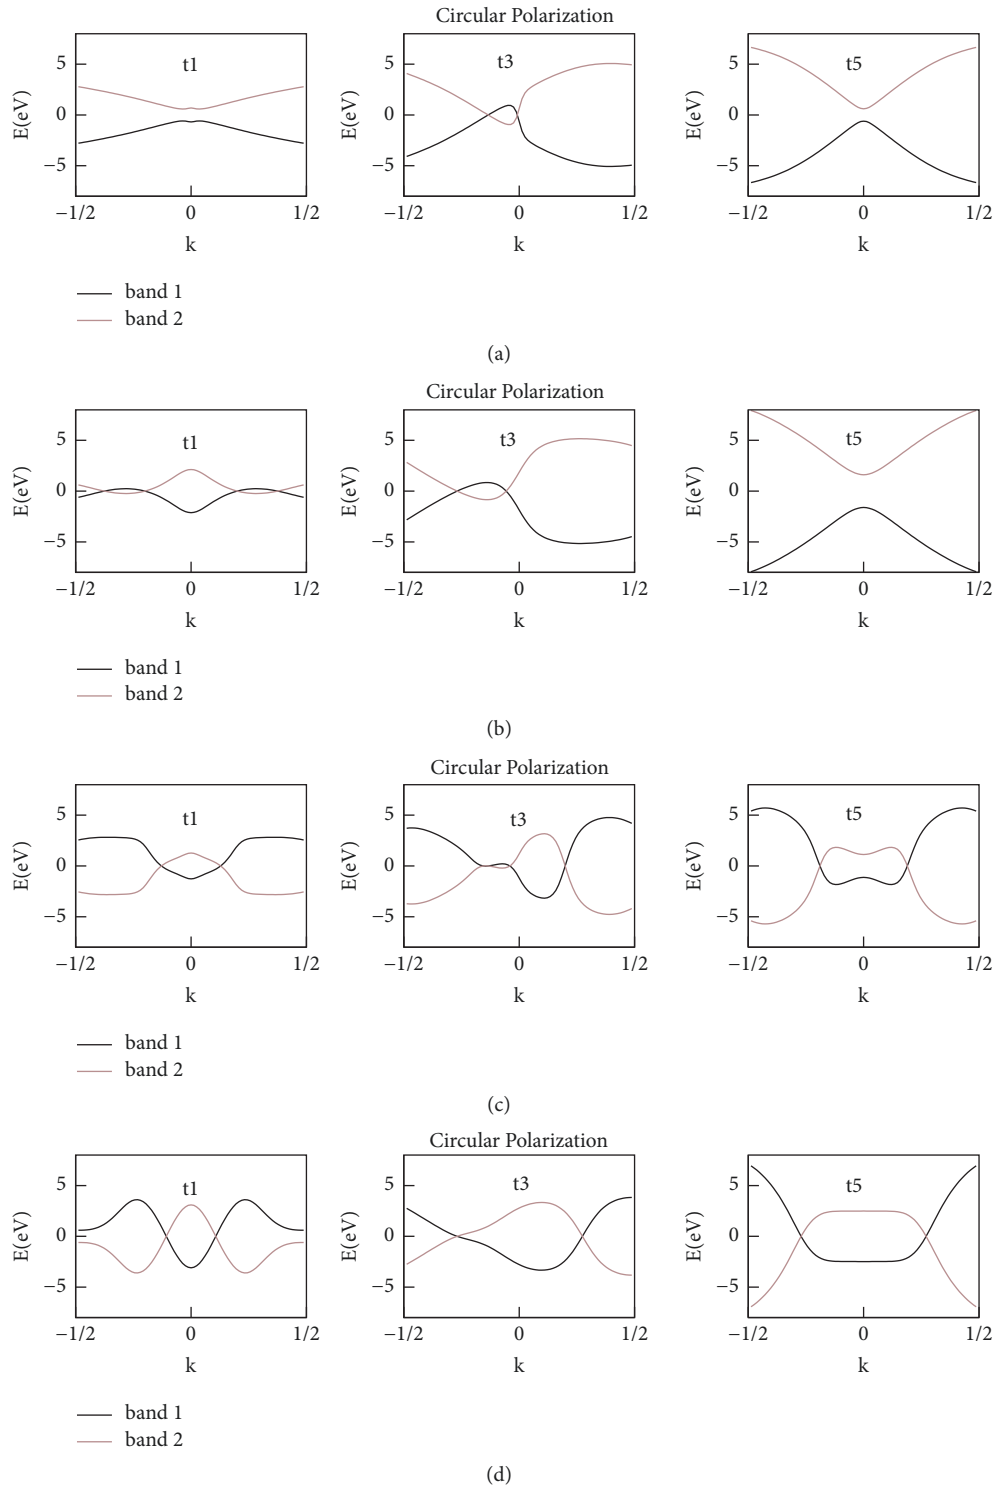 Circular Polarization
t1 t3 t5
5 5 5
E(eV) 0 E(eV) 0 E(eV) 0
−5 −5 −5
−1/2 0 1/2 −1/2 0 1/2 −1/2 0 1/2
k k k
band 1
band 2
(a)
Circular Polarization
t1 t3 t5
5 5 5
E(eV) 0 E(eV) 0 E(eV) 0
−5 −5 −5
−1/2 0 1/2 −1/2 0 1/2 −1/2 0 1/2
k k k
band 1
band 2
(b)
Circular Polarization
t1 t3 t5
5 5 5
E(eV) 0 E(eV) 0 E(eV) 0
−5 −5 −5
−1/2 0 1/2 −1/2 0 1/2 −1/2 0 1/2
k k k
band 1
band 2
(c)
Circular Polarization
t1 t3 t5
5 5 5
E(eV) 0 E(eV) 0 E(eV) 0
−5 −5 −5
−1/2 0 1/2 −1/2 0 1/2 −1/2 0 1/2
k k k
band 1
band 2
(d)